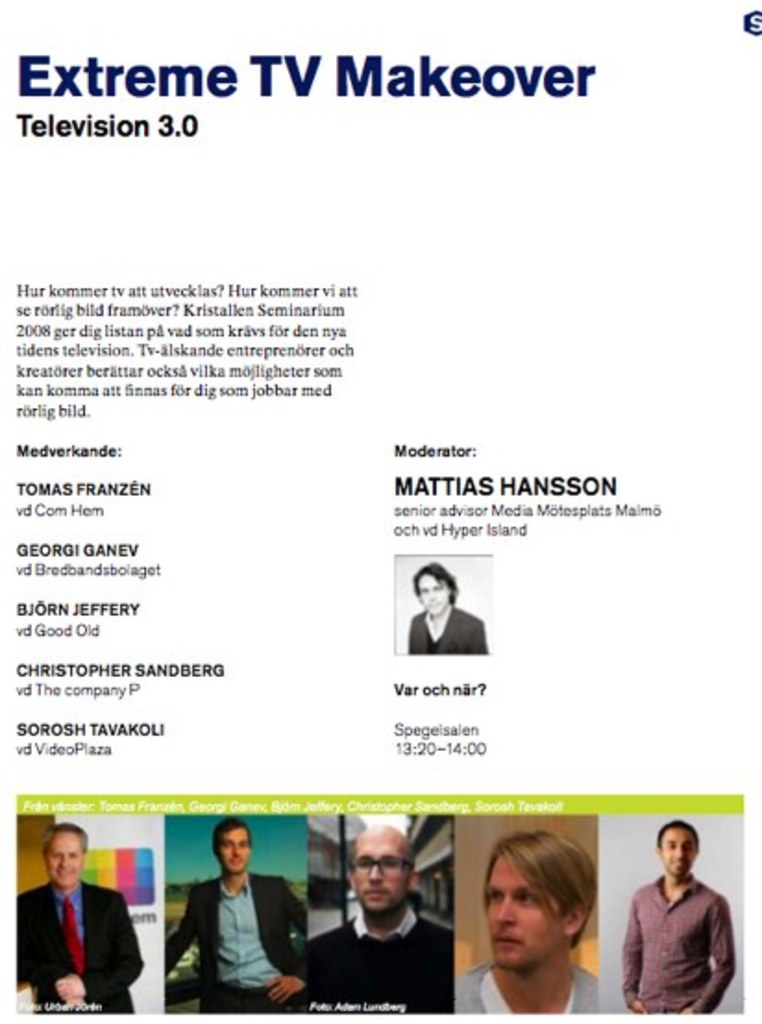 S
Extreme TV Makeover
Television 3.0
Hur kommer tv att utvecklas? Hur kommer vi att
se rörlig bild framöver? Kristallen Seminarium
2008 ger dig listan på vad som krävs för den nya
tidens television. Tv-älskande entreprenörer och
kreatörer berättar också vilka möjligheter som
kan komma att finnas för dig som jobbar med
rörlig bild.
Medverkande:
TOMAS FRANZÉN
vd Com Hem
GEORGI GANEV
vd Bredbandsbolaget
BJÖRN JEFFERY
vd Good Old
CHRISTOPHER SANDBERG
vd The company P
SOROSH TAVAKOLI
vd VideoPlaza
Moderator:
MATTIAS HANSSON
senior advisor Media Mötesplats Malmö
och vd Hyper Island
Var och när?
Spegelsalen
13:20–14:00
Från vänster: Tomas Franzén, Georgi Ganev, Björn Jeffery, Christopher Sandberg, Sorosh Tavakoli
em
Foto: Urban Jörén
Foto: Adam Lundberg